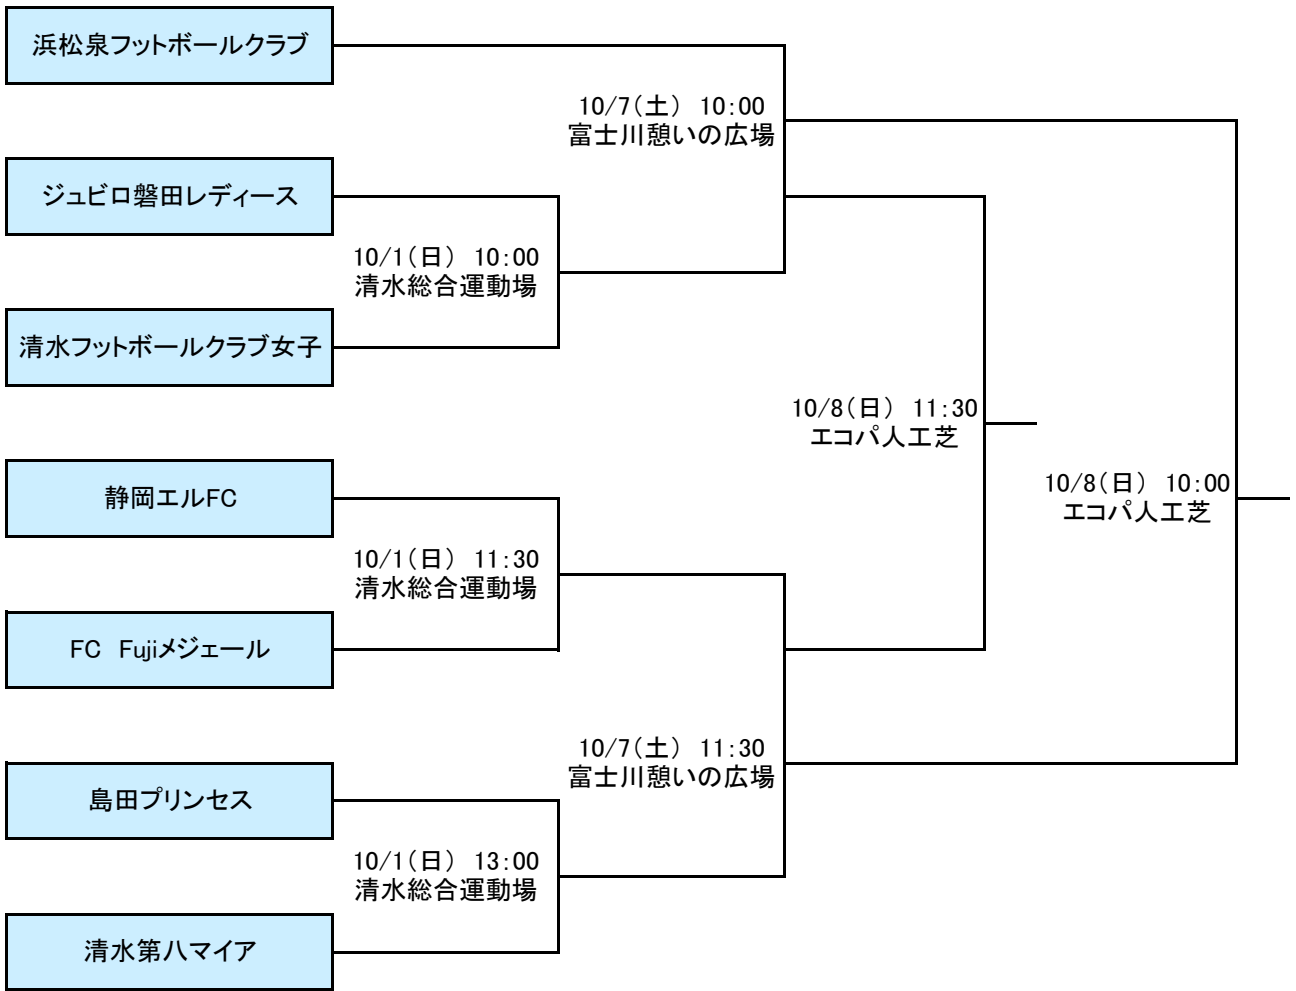 浜松泉フットボールクラブ
10/7(土) 10:00
富士川憩いの広場
ジュビロ磐田レディース
10/1(日) 10:00
清水総合運動場
清水フットボールクラブ女子
10/8(日) 11:30
エコパ人工芝
静岡エルFC
10/8(日) 10:00
エコパ人工芝
10/1(日) 11:30
清水総合運動場
FC Fujiメジェール
10/7(土) 11:30
富士川憩いの広場
島田プリンセス
10/1(日) 13:00
清水総合運動場
清水第八マイア